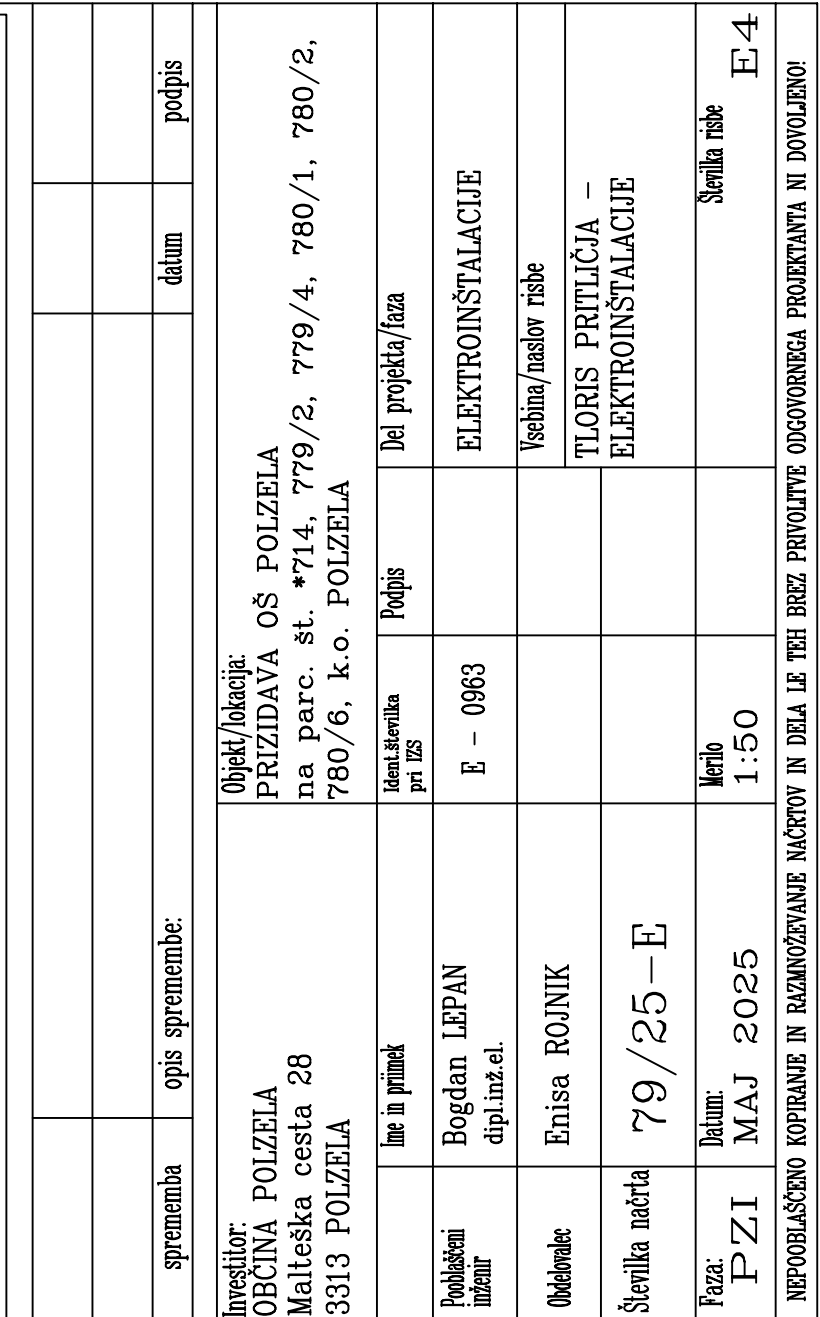 sprememba opis spremembe: datum podpis
Investitor:
OBČINA POLZELA
Malteška cesta 28
3313 POLZELA
Objekt/lokacija:
PRIZIDAVA OŠ POLZELA
na parc. št. *714, 779/2, 779/4, 780/1, 780/2,
780/6, k.o. POLZELA
Ime in priimek
Ident.številka
pri IZS
Podpis
Del projekta/faza
Pooblaščeni
inženir
Bogdan LEPAN
dipl.inž.el.
E - 0963
ELEKTROINŠTALACIJE
Obdelovalec
Enisa ROJNIK
Vsebina/naslov risbe
TLORIS PRITLIČJA -
ELEKTROINŠTALACIJE
Številka načrta
79/25-E
Faza:
PZI
Datum:
MAJ 2025
Merilo
1:50
Številka risbe
E4
NEPOOBLAŠČENO KOPIRANJE IN RAZMNOŽEVANJE NAČRTOV IN DELA LE TEH BREZ PRIVOLITVE ODGOVORNEGA PROJEKTANTA NI DOVOLJENO!